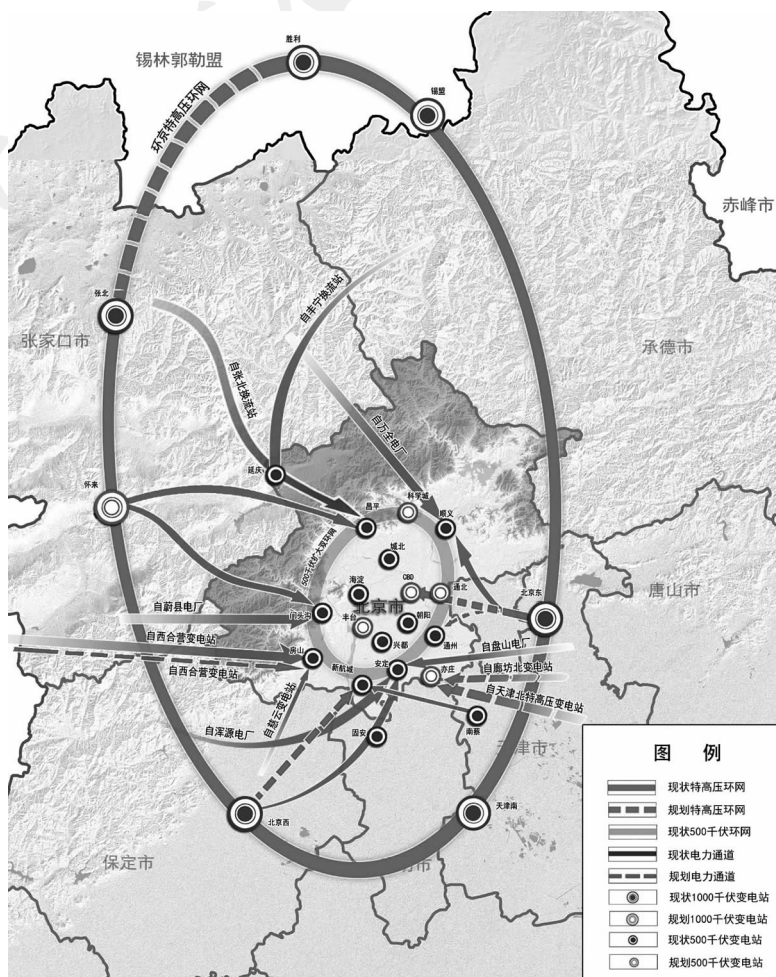 胜利
锡林郭勒盟
锡盟
环京特高压环网
赤峰市
张北
自丰宁换流站
张家口市
承德市
自张北换流站
自万全电厂
延庆
怀来
科学城
昌平
顺义
500千伏扩大双环网
城北
海淀
CBD
通北
唐山市
北京东
北京市
自蔚县电厂
门头沟
丰台
朝阳
自西合营变电站
兴都
通州
自盘山电厂
房山
自西合营变电站
新航城
安定
亦庄
自廊坊北变电站
自慈云变电站
自天津北特高压变电站
自浑源电厂
固安
南蔡
津市
北京西
天津南
保定市
市
图 例
现状特高压环网
规划特高压环网
现状500千伏环网
现状电力通道
规划电力通道
现状1000千伏变电站
规划1000千伏变电站
现状500千伏变电站
规划500千伏变电站